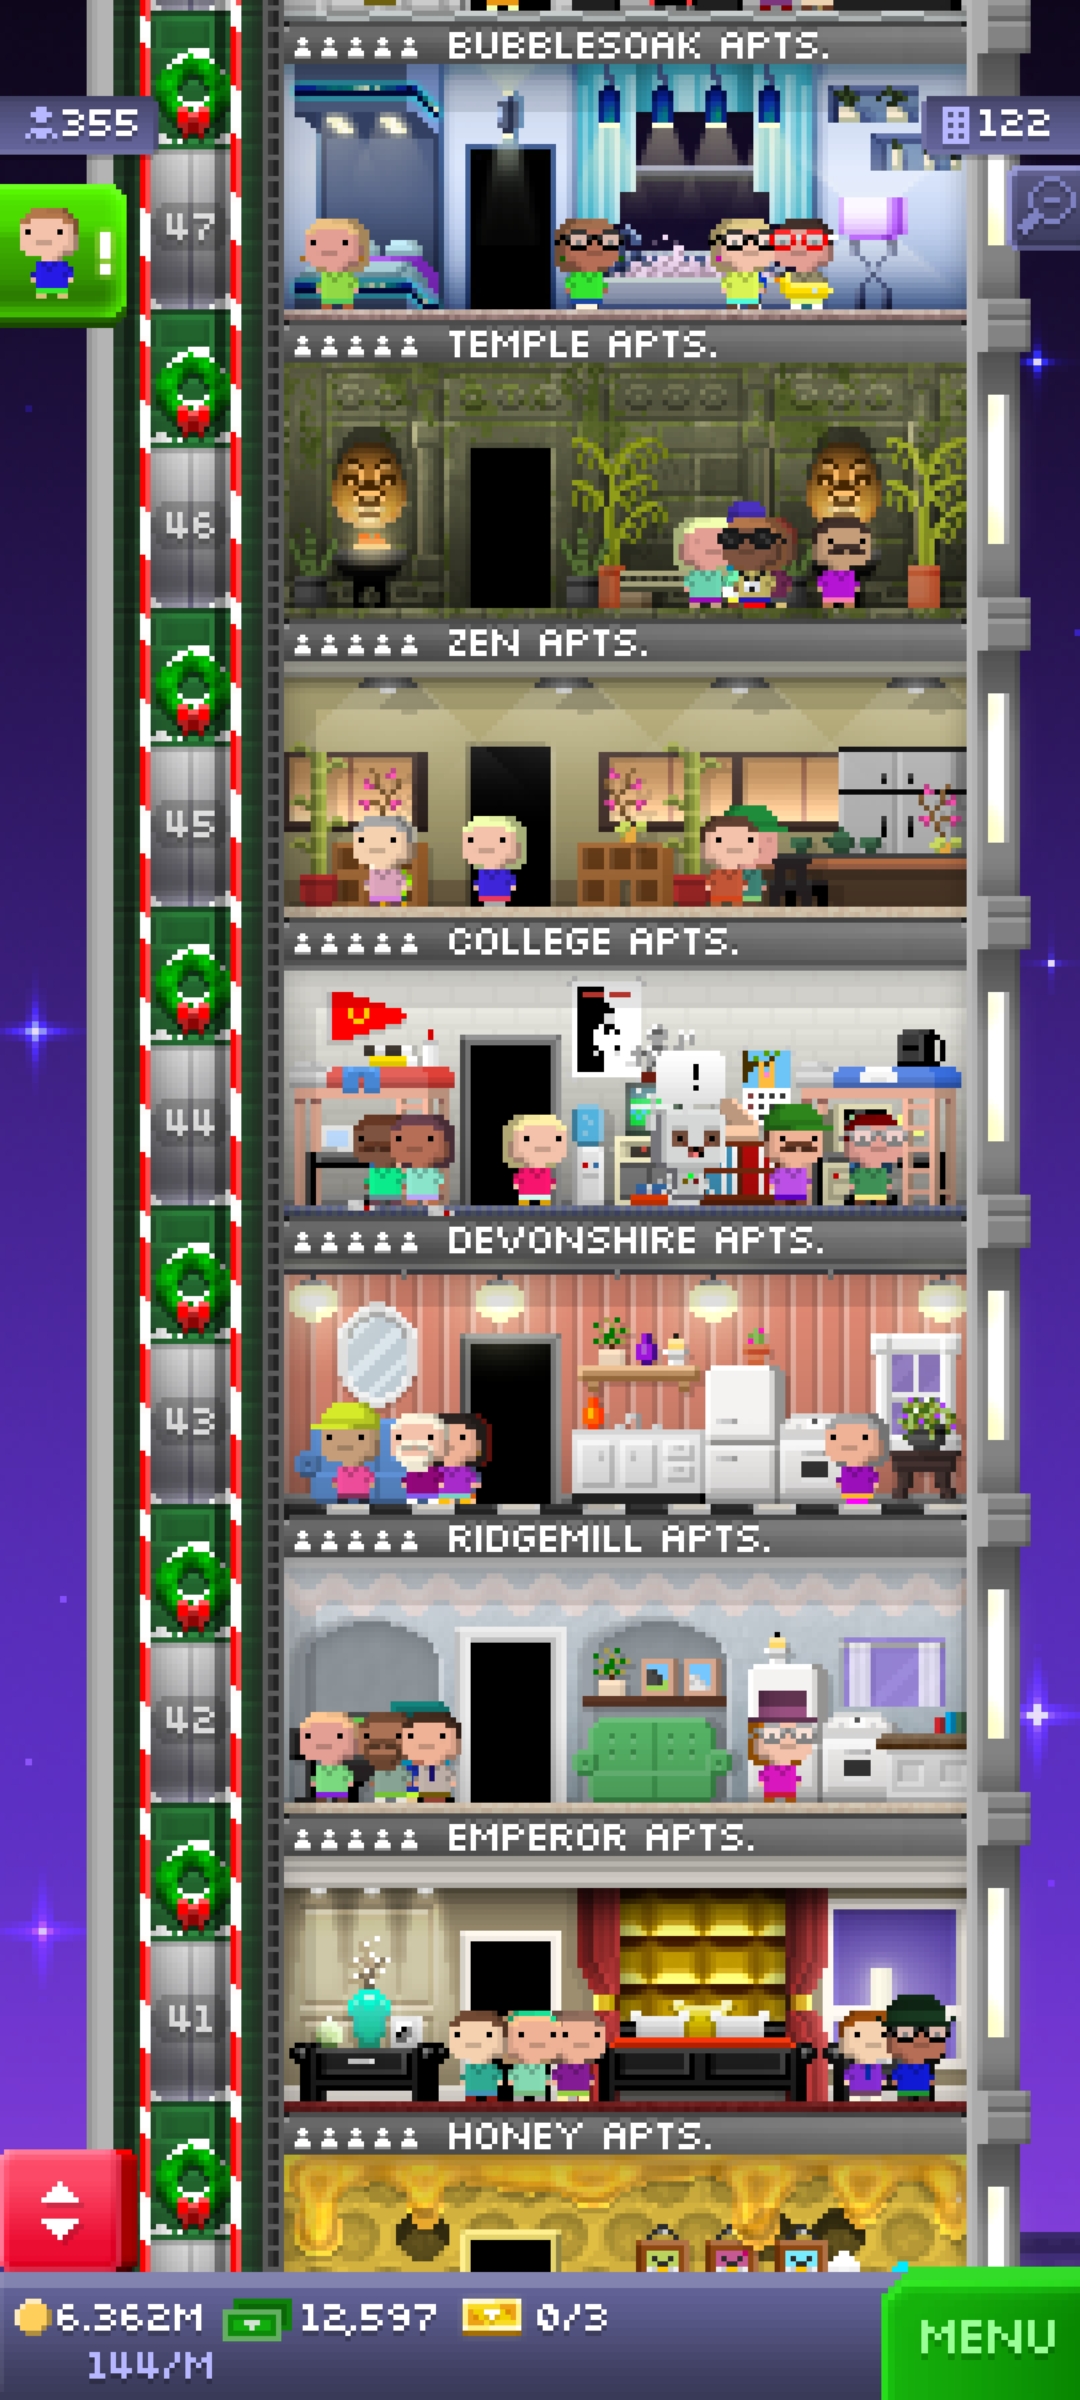 BUBBLESOAK APTS.
355
122
47
!
TEMPLE APTS.
46
ZEN APTS.
45
COLLEGE APTS.
!
44
DEVONSHIRE APTS.
43
RIDGEMILL APTS.
42
EMPEROR APTS.
41
HONEY APTS.
6.362M 12,597 0/3
144/M
MENU